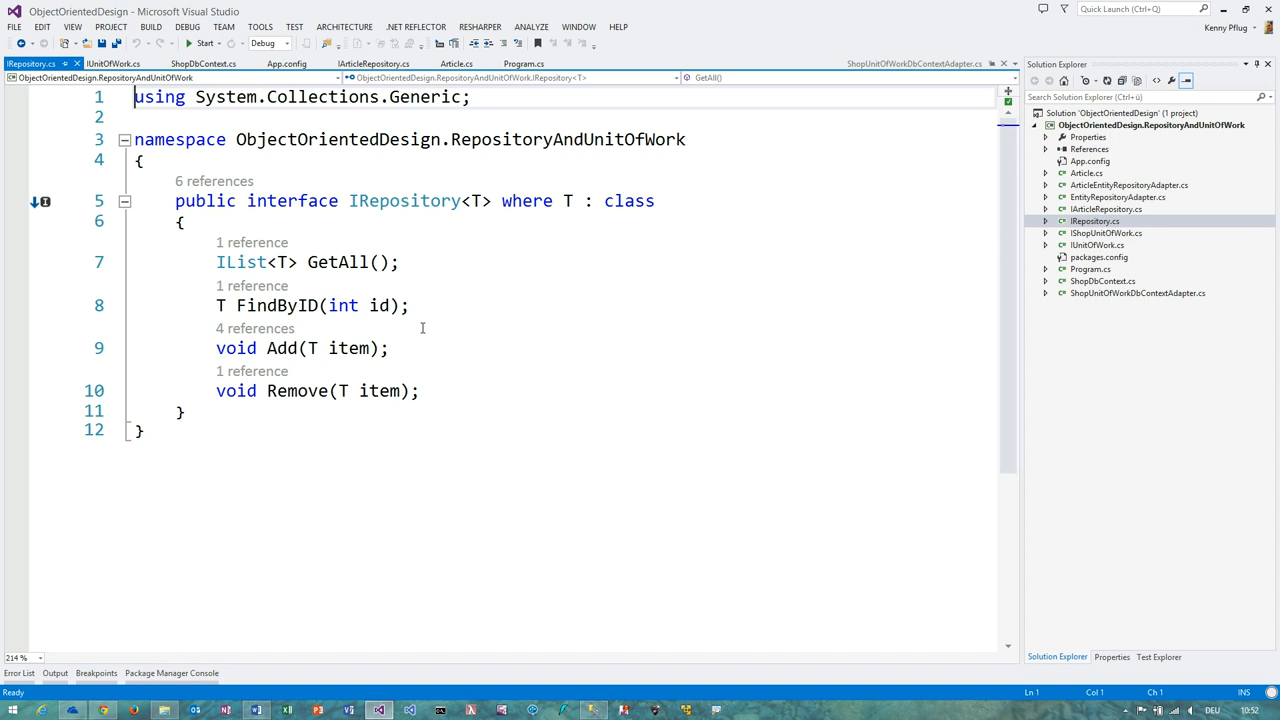 ObjectOrientedDesign - Microsoft Visual Studio
Quick Launch (Ctrl+Q)
FILE EDIT VIEW PROJECT BUILD DEBUG TEAM TOOLS TEST ARCHITECTURE .NET REFLECTOR RESHARPER ANALYZE WINDOW HELP
Kenny Pflug
Start Debug
IRepository.cs IUnitOfWork.cs ShopDbContext.cs App.config IArticleRepository.cs Article.cs Program.cs ShopUnitOfWorkDbContextAdapter.cs
ObjectOrientedDesign.RepositoryAndUnitOfWork ObjectOrientedDesign.RepositoryAndUnitOfWork.IRepository<T> GetAll()
1 using System.Collections.Generic;
2
3 namespace ObjectOrientedDesign.RepositoryAndUnitOfWork
4 {
6 references
5 public interface IRepository<T> where T : class
6 {
1 reference
7 IList<T> GetAll();
1 reference
8 T FindByID(int id);
4 references
9 void Add(T item);
1 reference
10 void Remove(T item);
11 }
12 }
214 %
Error List Output Breakpoints Package Manager Console
Solution Explorer
Search Solution Explorer (Ctrl+ü)
Solution 'ObjectOrientedDesign' (1 project)
ObjectOrientedDesign.RepositoryAndUnitOfWork
Properties
References
App.config
Article.cs
ArticleEntityRepositoryAdapter.cs
EntityRepositoryAdapter.cs
IArticleRepository.cs
IRepository.cs
IShopUnitOfWork.cs
IUnitOfWork.cs
packages.config
Program.cs
ShopDbContext.cs
ShopUnitOfWorkDbContextAdapter.cs
Solution Explorer Properties Test Explorer
Ready Ln 1 Col 1 Ch 1 INS
DEU 10:52